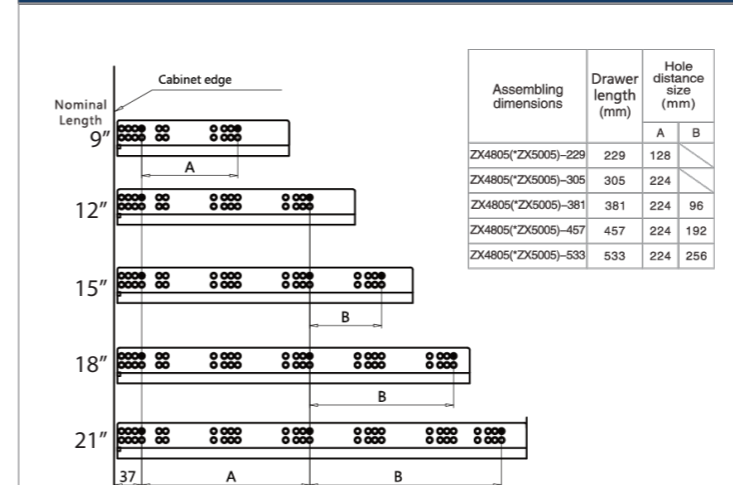 Cabinet edge
Nominal
Length
9"
A
12"
15"
B
18"
B
21"
37
A
B
Assembling
dimensions
Drawer
length
(mm)
Hole
distance
size
(mm)
A
B
ZX4805(*ZX5005)–229 229 128
ZX4805(*ZX5005)–305 305 224
ZX4805(*ZX5005)–381 381 224 96
ZX4805(*ZX5005)–457 457 224 192
ZX4805(*ZX5005)–533 533 224 256